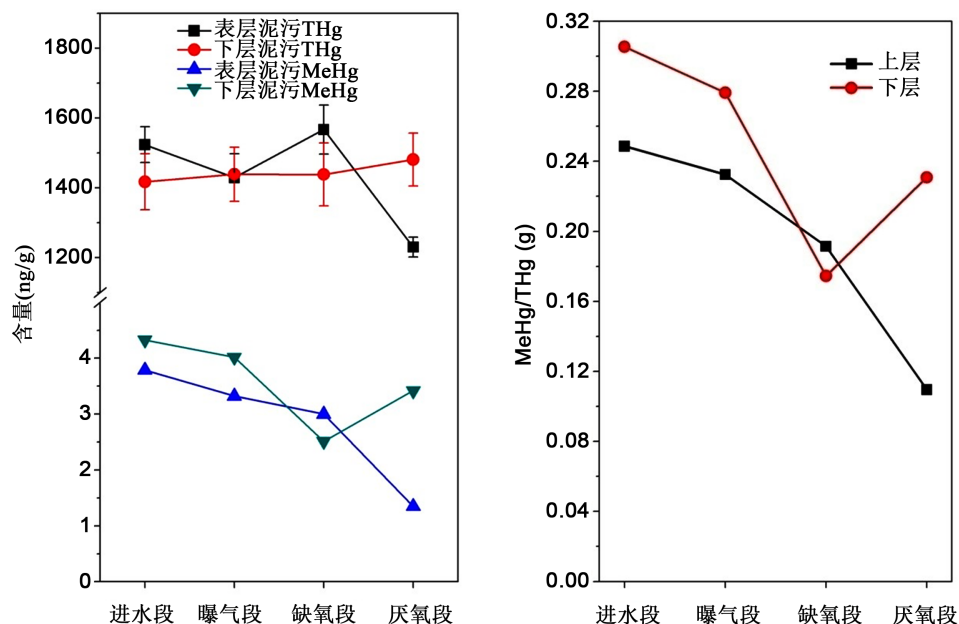 表层泥污THg
下层泥污THg
表层泥污MeHg
下层泥污MeHg
含量(ng/g)
1800
1600
1400
1200
4
3
2
1
0
进水段
曝气段
缺氧段
厌氧段
上层
下层
MeHg/THg (g)
0.32
0.28
0.24
0.20
0.16
0.12
0.08
0.04
0.00
进水段
曝气段
缺氧段
厌氧段